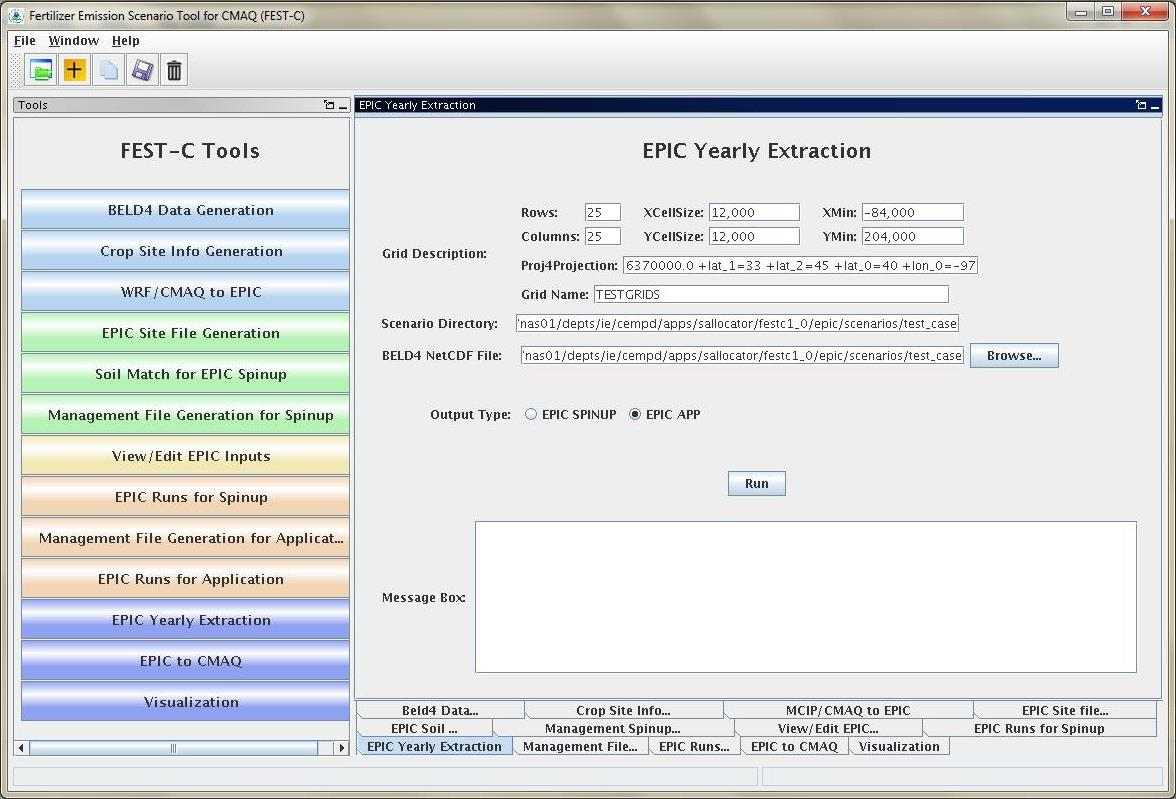 Fertilizer Emission Scenario Tool for CMAQ (FEST-C)
File Window Help
Tools
FEST-C Tools
BELD4 Data Generation
Crop Site Info Generation
WRF/CMAQ to EPIC
EPIC Site File Generation
Soil Match for EPIC Spinup
Management File Generation for Spinup
View/Edit EPIC Inputs
EPIC Runs for Spinup
Management File Generation for Applicat...
EPIC Runs for Application
EPIC Yearly Extraction
EPIC to CMAQ
Visualization
EPIC Yearly Extraction
EPIC Yearly Extraction
Grid Description:
Rows: 25 XCellSize: 12,000 XMin: -84,000
Columns: 25 YCellSize: 12,000 YMin: 204,000
Proj4Projection: 6370000.0 +lat_1=33 +lat_2=45 +lat_0=40 +lon_0=-97
Grid Name: TESTGRIDS
Scenario Directory: 'nas01/depts/ie/cempd/apps/sallocator/festc1_0/epic/scenarios/test_case
BELD4 NetCDF File: 'nas01/depts/ie/cempd/apps/sallocator/festc1_0/epic/scenarios/test_case Browse...
Output Type: EPIC SPINUP EPIC APP
Run
Message Box:
Beld4 Data... Crop Site Info... MCIP/CMAQ to EPIC EPIC Site file...
EPIC Soil ... Management Spinup... View/Edit EPIC... EPIC Runs for Spinup
EPIC Yearly Extraction Management File... EPIC Runs... EPIC to CMAQ Visualization